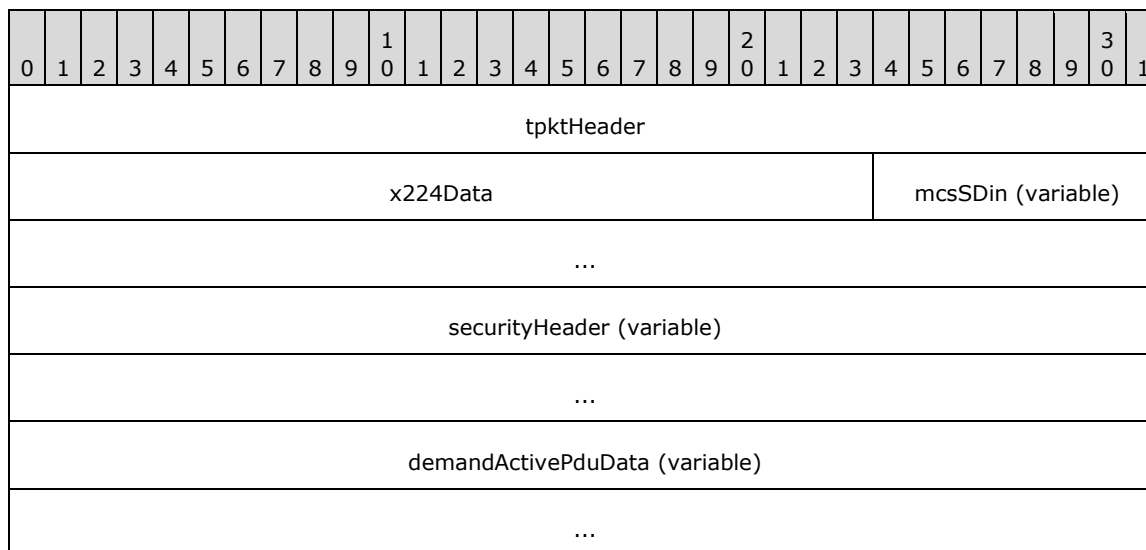 1 2 3
0 1 2 3 4 5 6 7 8 9 0 1 2 3 4 5 6 7 8 9 0 1 2 3 4 5 6 7 8 9 0 1
tpktHeader
x224Data mcsSDin (variable)
...
securityHeader (variable)
...
demandActivePduData (variable)
...